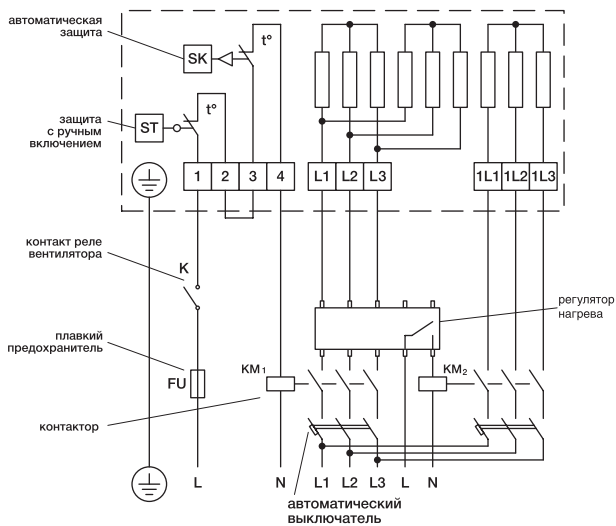 автоматическая
защита
SK
t°
защита
с ручным
включением
ST
t°
1 2 3 4 L1 L2 L3 1L1 1L2 1L3
контакт реле
вентилятора
K
регулятор
нагрева
плавкий
предохранитель
FU
KM1
KM2
контактор
L N L1 L2 L3 L N
автоматический
выключатель